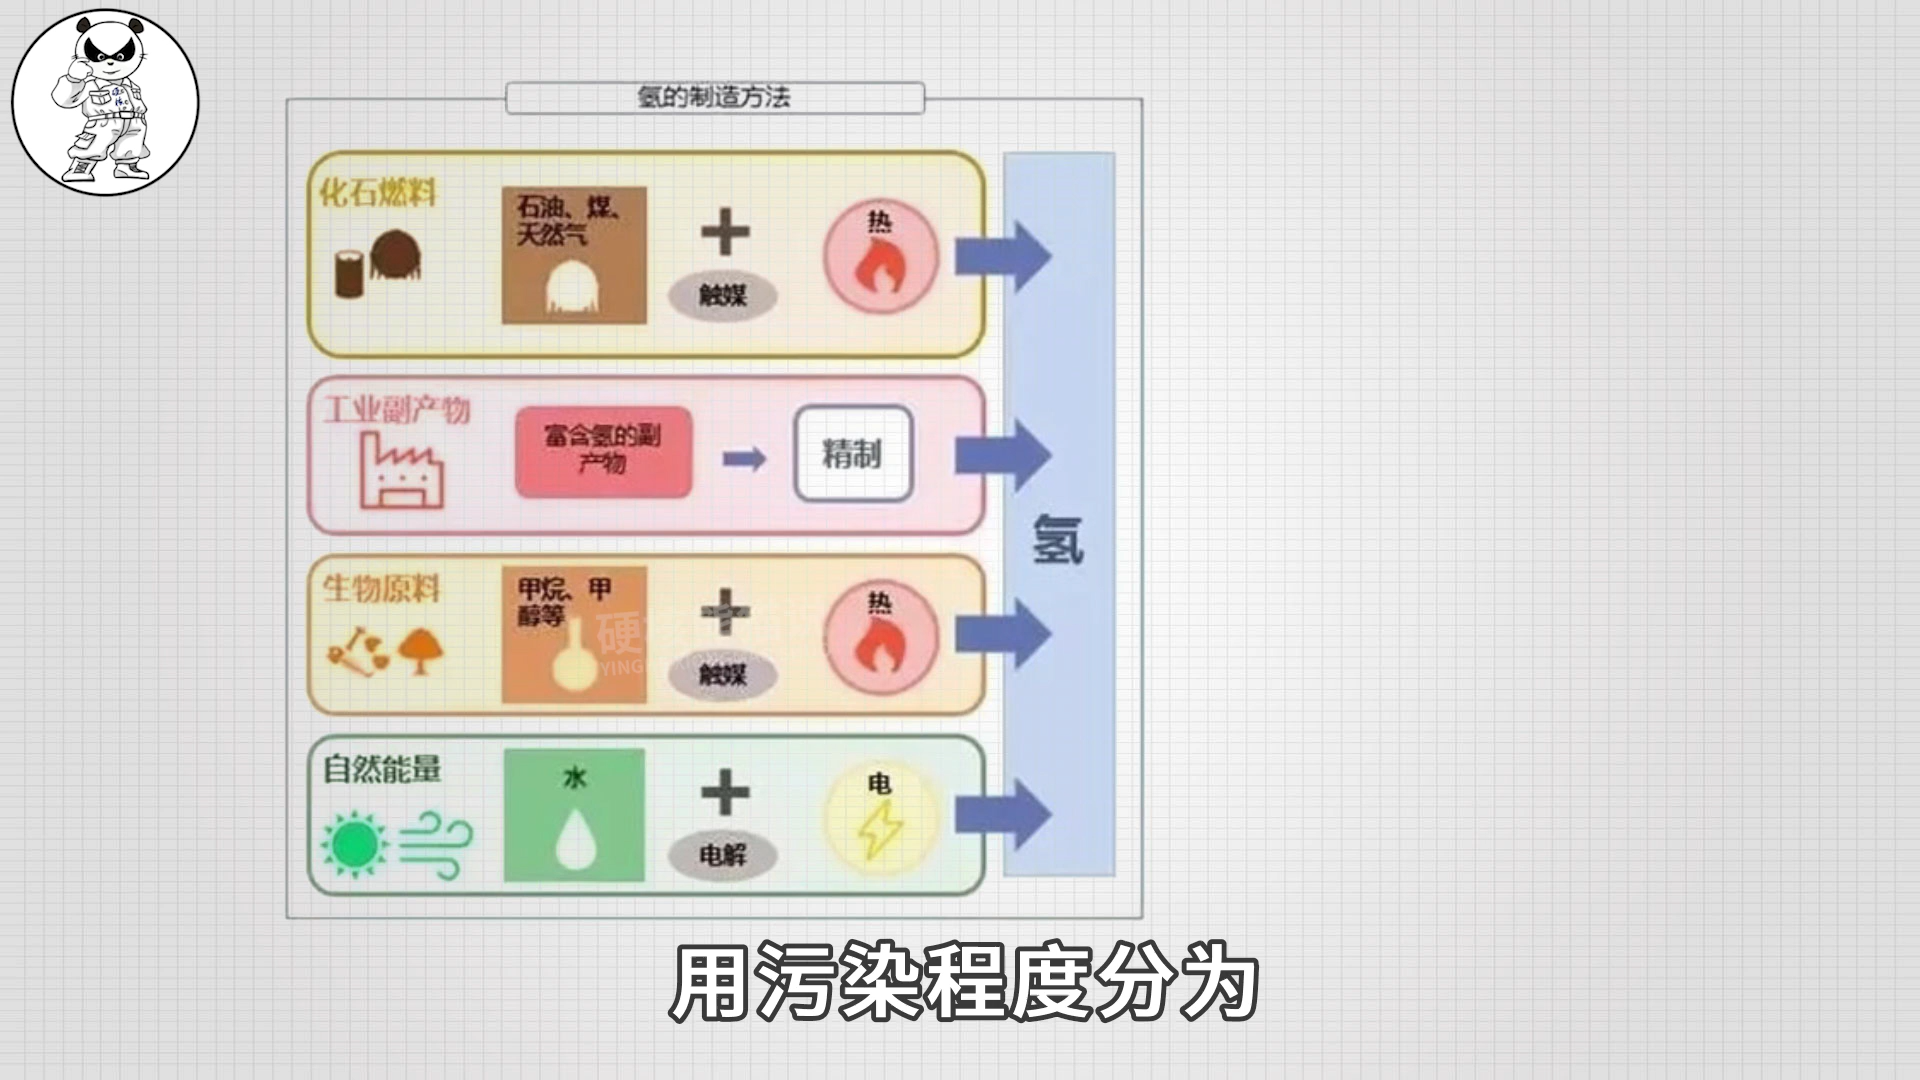 氢的制造方法
化石燃料
石油、煤、
天然气
触媒
热
工业副产物
富含氢的副
产物
精制
氢
生物原料
甲烷、甲
醇等
触媒
热
自然能量
水
电解
电
用污染程度分为